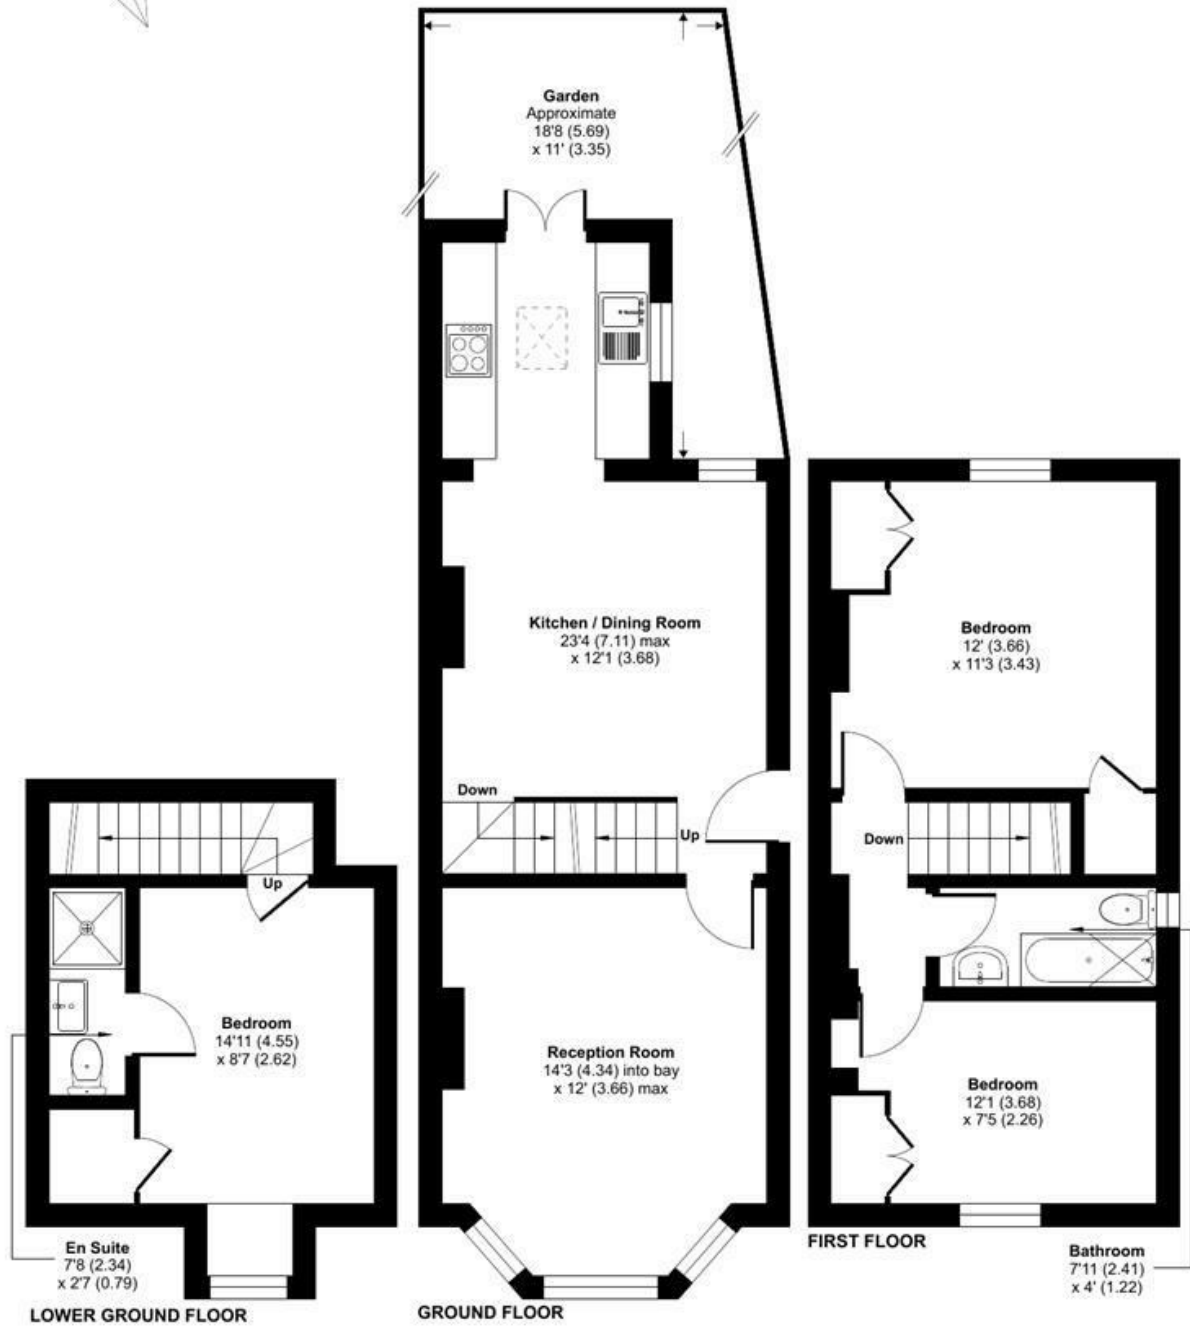 Garden
Approximate
18'8 (5.69)
x 11' (3.35)
Kitchen / Dining Room
23'4 (7.11) max
x 12'1 (3.68)
Down
Up
Reception Room
14'3 (4.34) into bay
x 12' (3.66) max
GROUND FLOOR
Up
Bedroom
14'11 (4.55)
x 8'7 (2.62)
En Suite
7'8 (2.34)
x 2'7 (0.79)
LOWER GROUND FLOOR
Bedroom
12' (3.66)
x 11'3 (3.43)
Down
Bedroom
12'1 (3.68)
x 7'5 (2.26)
FIRST FLOOR
Bathroom
7'11 (2.41)
x 4' (1.22)